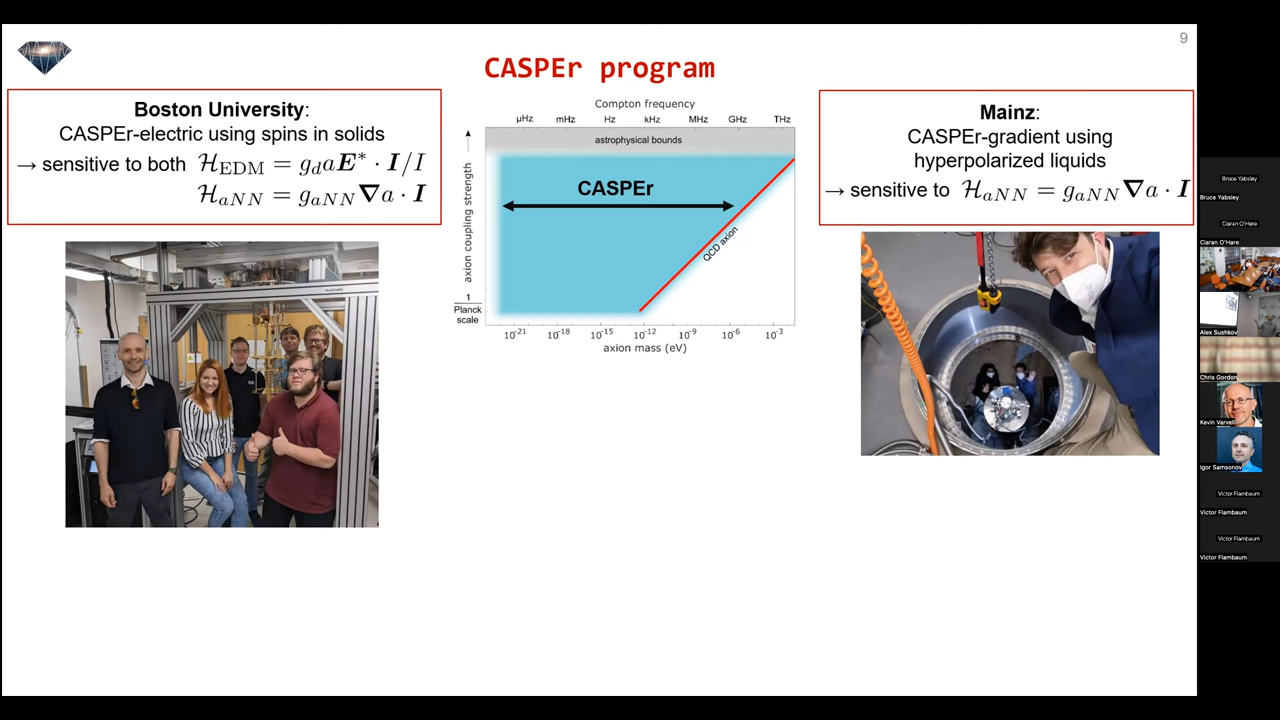 9
CASPEr program
Boston University:
CASPEr-electric using spins in solids
→ sensitive to both ℋ_EDM = g_d a E* · I/I
ℋ_aNN = g_aNN ∇a · I
Compton frequency
μHz mHz Hz kHz MHz GHz THz
astrophysical bounds
CASPEr
QCD axion
axion coupling strength
1
Planck
scale
10^-21 10^-18 10^-15 10^-12 10^-9 10^-6 10^-3
axion mass (eV)
Mainz:
CASPEr-gradient using
hyperpolarized liquids
→ sensitive to ℋ_aNN = g_aNN ∇a · I
Bruce Yabsley
Bruce Yabsley
Ciaran O'Hare
Ciaran O'Hare
Alex Sushkov
Chris Gordon
Kevin Varvell
Igor Samsonov
Victor Flambaum
Victor Flambaum
Victor Flambaum
Victor Flambaum